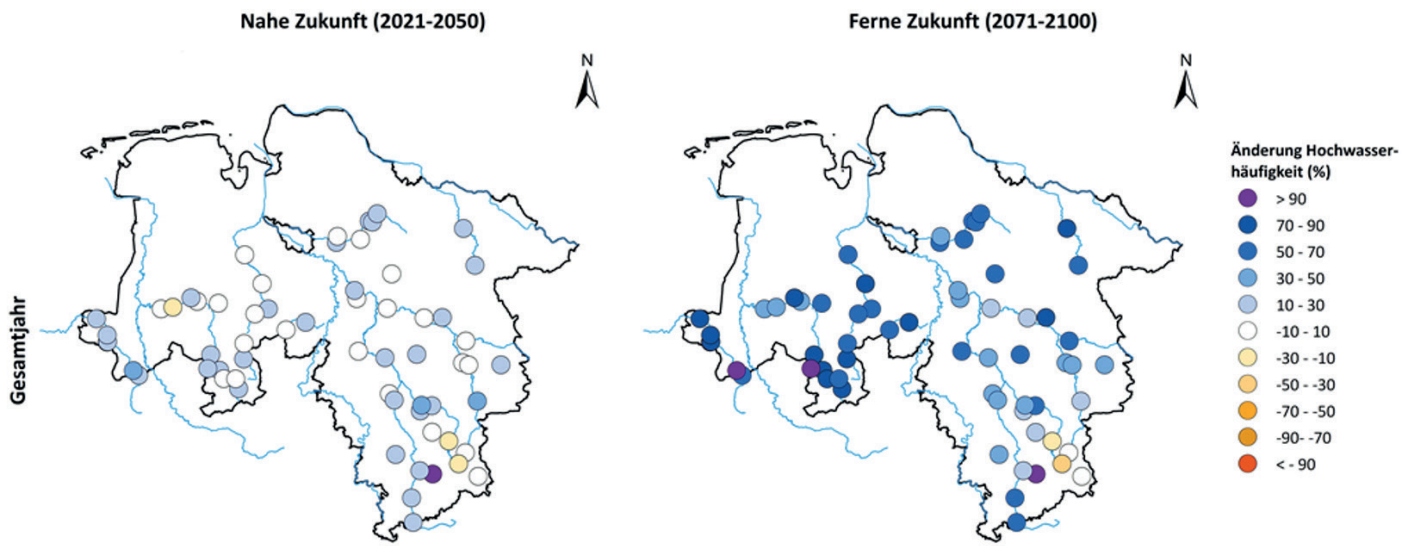 Nahe Zukunft (2021-2050)
Ferne Zukunft (2071-2100)
N
N
Gesamtjahr
Änderung Hochwasser-
häufigkeit (%)
> 90
70 - 90
50 - 70
30 - 50
10 - 30
-10 - 10
-30 - -10
-50 - -30
-70 - -50
-90- -70
< - 90